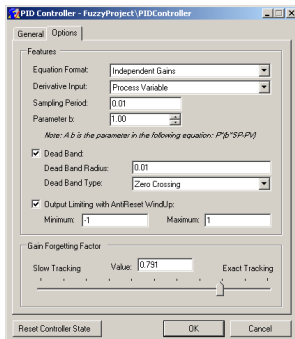 PID Controller - FuzzyProject\PIDController
General Options
Features
Equation Format: Independent Gains
Derivative Input: Process Variable
Sampling Period: 0.01
Parameter b: 1.00
Note: A b is the parameter in the following equation: P*(b*SP-PV)
Dead Band:
Dead Band Radius: 0.01
Dead Band Type: Zero Crossing
Output Limiting with AntiReset WindUp:
Minimum: -1 Maximum: 1
Gain Forgetting Factor
Slow Tracking Value: 0.791 Exact Tracking
Reset Controller State OK Cancel